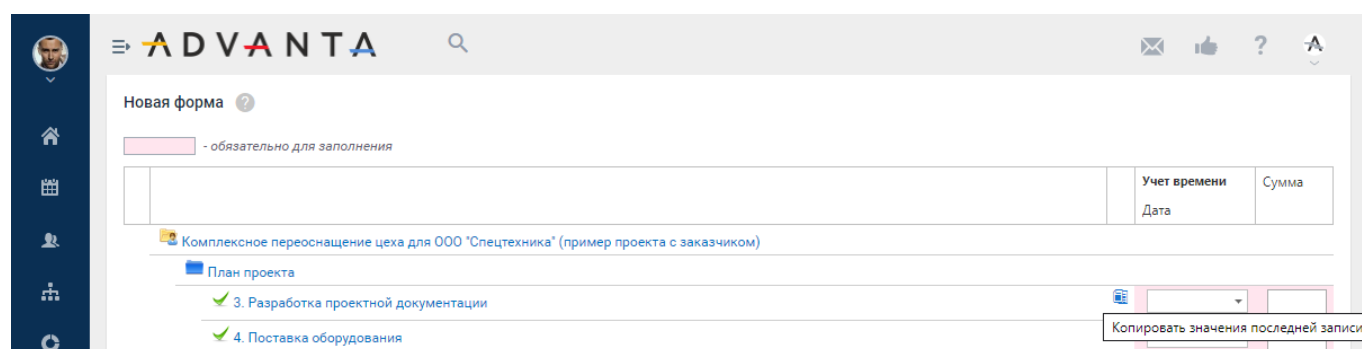 ADVANTA
?
Новая форма ?
- обязательно для заполнения
Учет времени Сумма
Дата
Комплексное переоснащение цеха для ООО "Спецтехника" (пример проекта с заказчиком)
План проекта
3. Разработка проектной документации
4. Поставка оборудования
Копировать значения последней записи